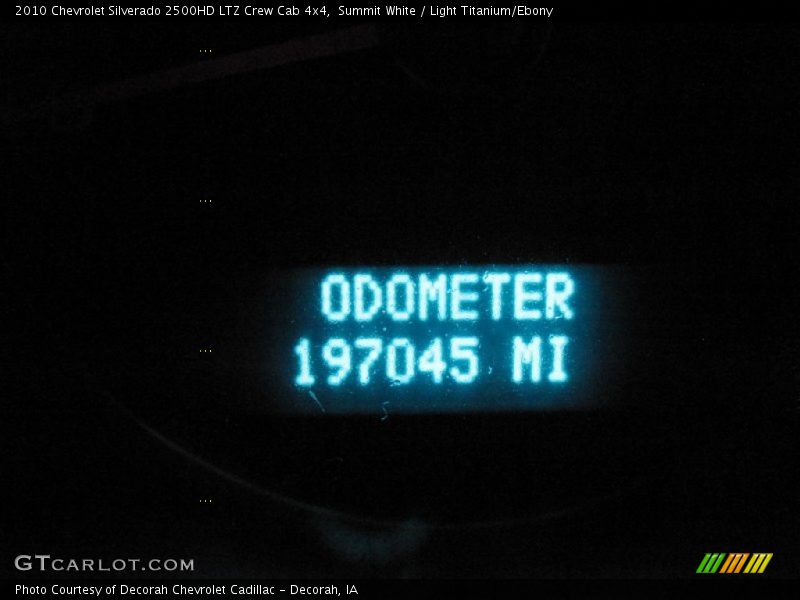 2010 Chevrolet Silverado 2500HD LTZ Crew Cab 4x4, Summit White / Light Titanium/Ebony
ODOMETER
197045 MI
GTCARLOT.COM
Photo Courtesy of Decorah Chevrolet Cadillac - Decorah, IA